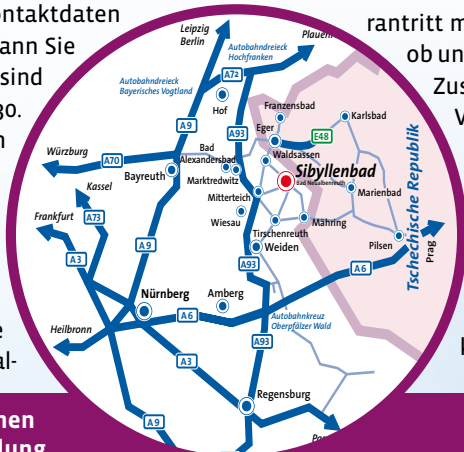 ontaktdaten
ann Sie
sind
30.
Leipzig
Berlin
Plauen
rantritt m
ob un
Zus
V
Autobahndreieck
Hochfranken
Autobahndreieck
Bayerisches Vogtland
A72
Hof
Franzensbad
Karlsbad
A9
A93
Eger
E48
Würzburg
A70
Bad
Alexandersbad
Waldsassen
Sibyllenbad
Bad Neualbenreuth
Kassel
Bayreuth
Marktredwitz
Mitterteich
Marienbad
Tschechische Republik
Frankfurt
A73
Wiesau
Mähring
Tirschenreuth
Pilsen
Prag
A3
A9
Weiden
A93
A6
Nürnberg
Amberg
A6
Autobahnkreuz
Oberpfälzer Wald
Heilbronn
A93
A3
al-
k
Regensburg
A9
nen